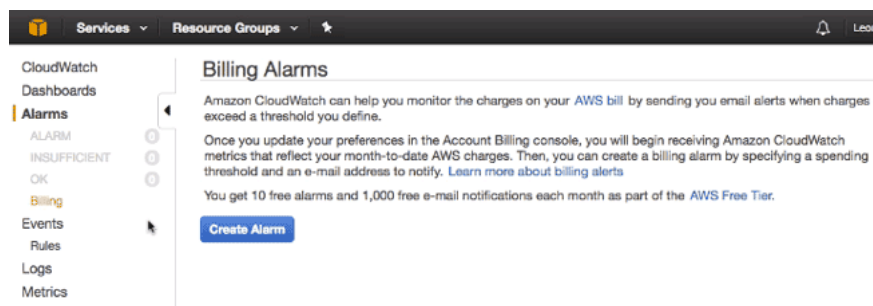 Services
Resource Groups
CloudWatch
Dashboards
Alarms
ALARM 0
INSUFFICIENT 0
OK 0
Billing
Events
Rules
Logs
Metrics
Billing Alarms
Amazon CloudWatch can help you monitor the charges on your AWS bill by sending you email alerts when charges
exceed a threshold you define.
Once you update your preferences in the Account Billing console, you will begin receiving Amazon CloudWatch
metrics that reflect your month-to-date AWS charges. Then, you can create a billing alarm by specifying a spending
threshold and an e-mail address to notify. Learn more about billing alerts
You get 10 free alarms and 1,000 free e-mail notifications each month as part of the AWS Free Tier.
Create Alarm